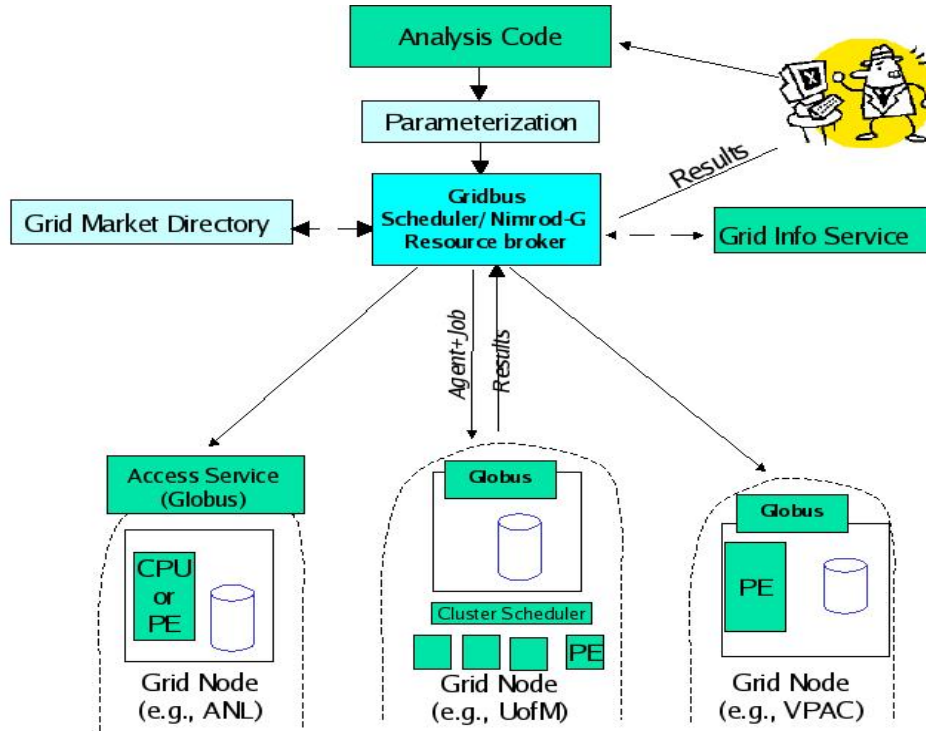 Analysis Code
Parameterization
Results
Gridbus
Scheduler/ Nimrod-G
Resource broker
Grid Market Directory
Grid Info Service
Agent+Job
Results
Access Service
(Globus)
CPU
or
PE
Grid Node
(e.g., ANL)
Globus
Cluster Scheduler
PE
Grid Node
(e.g., UofM)
Globus
PE
Grid Node
(e.g., VPAC)